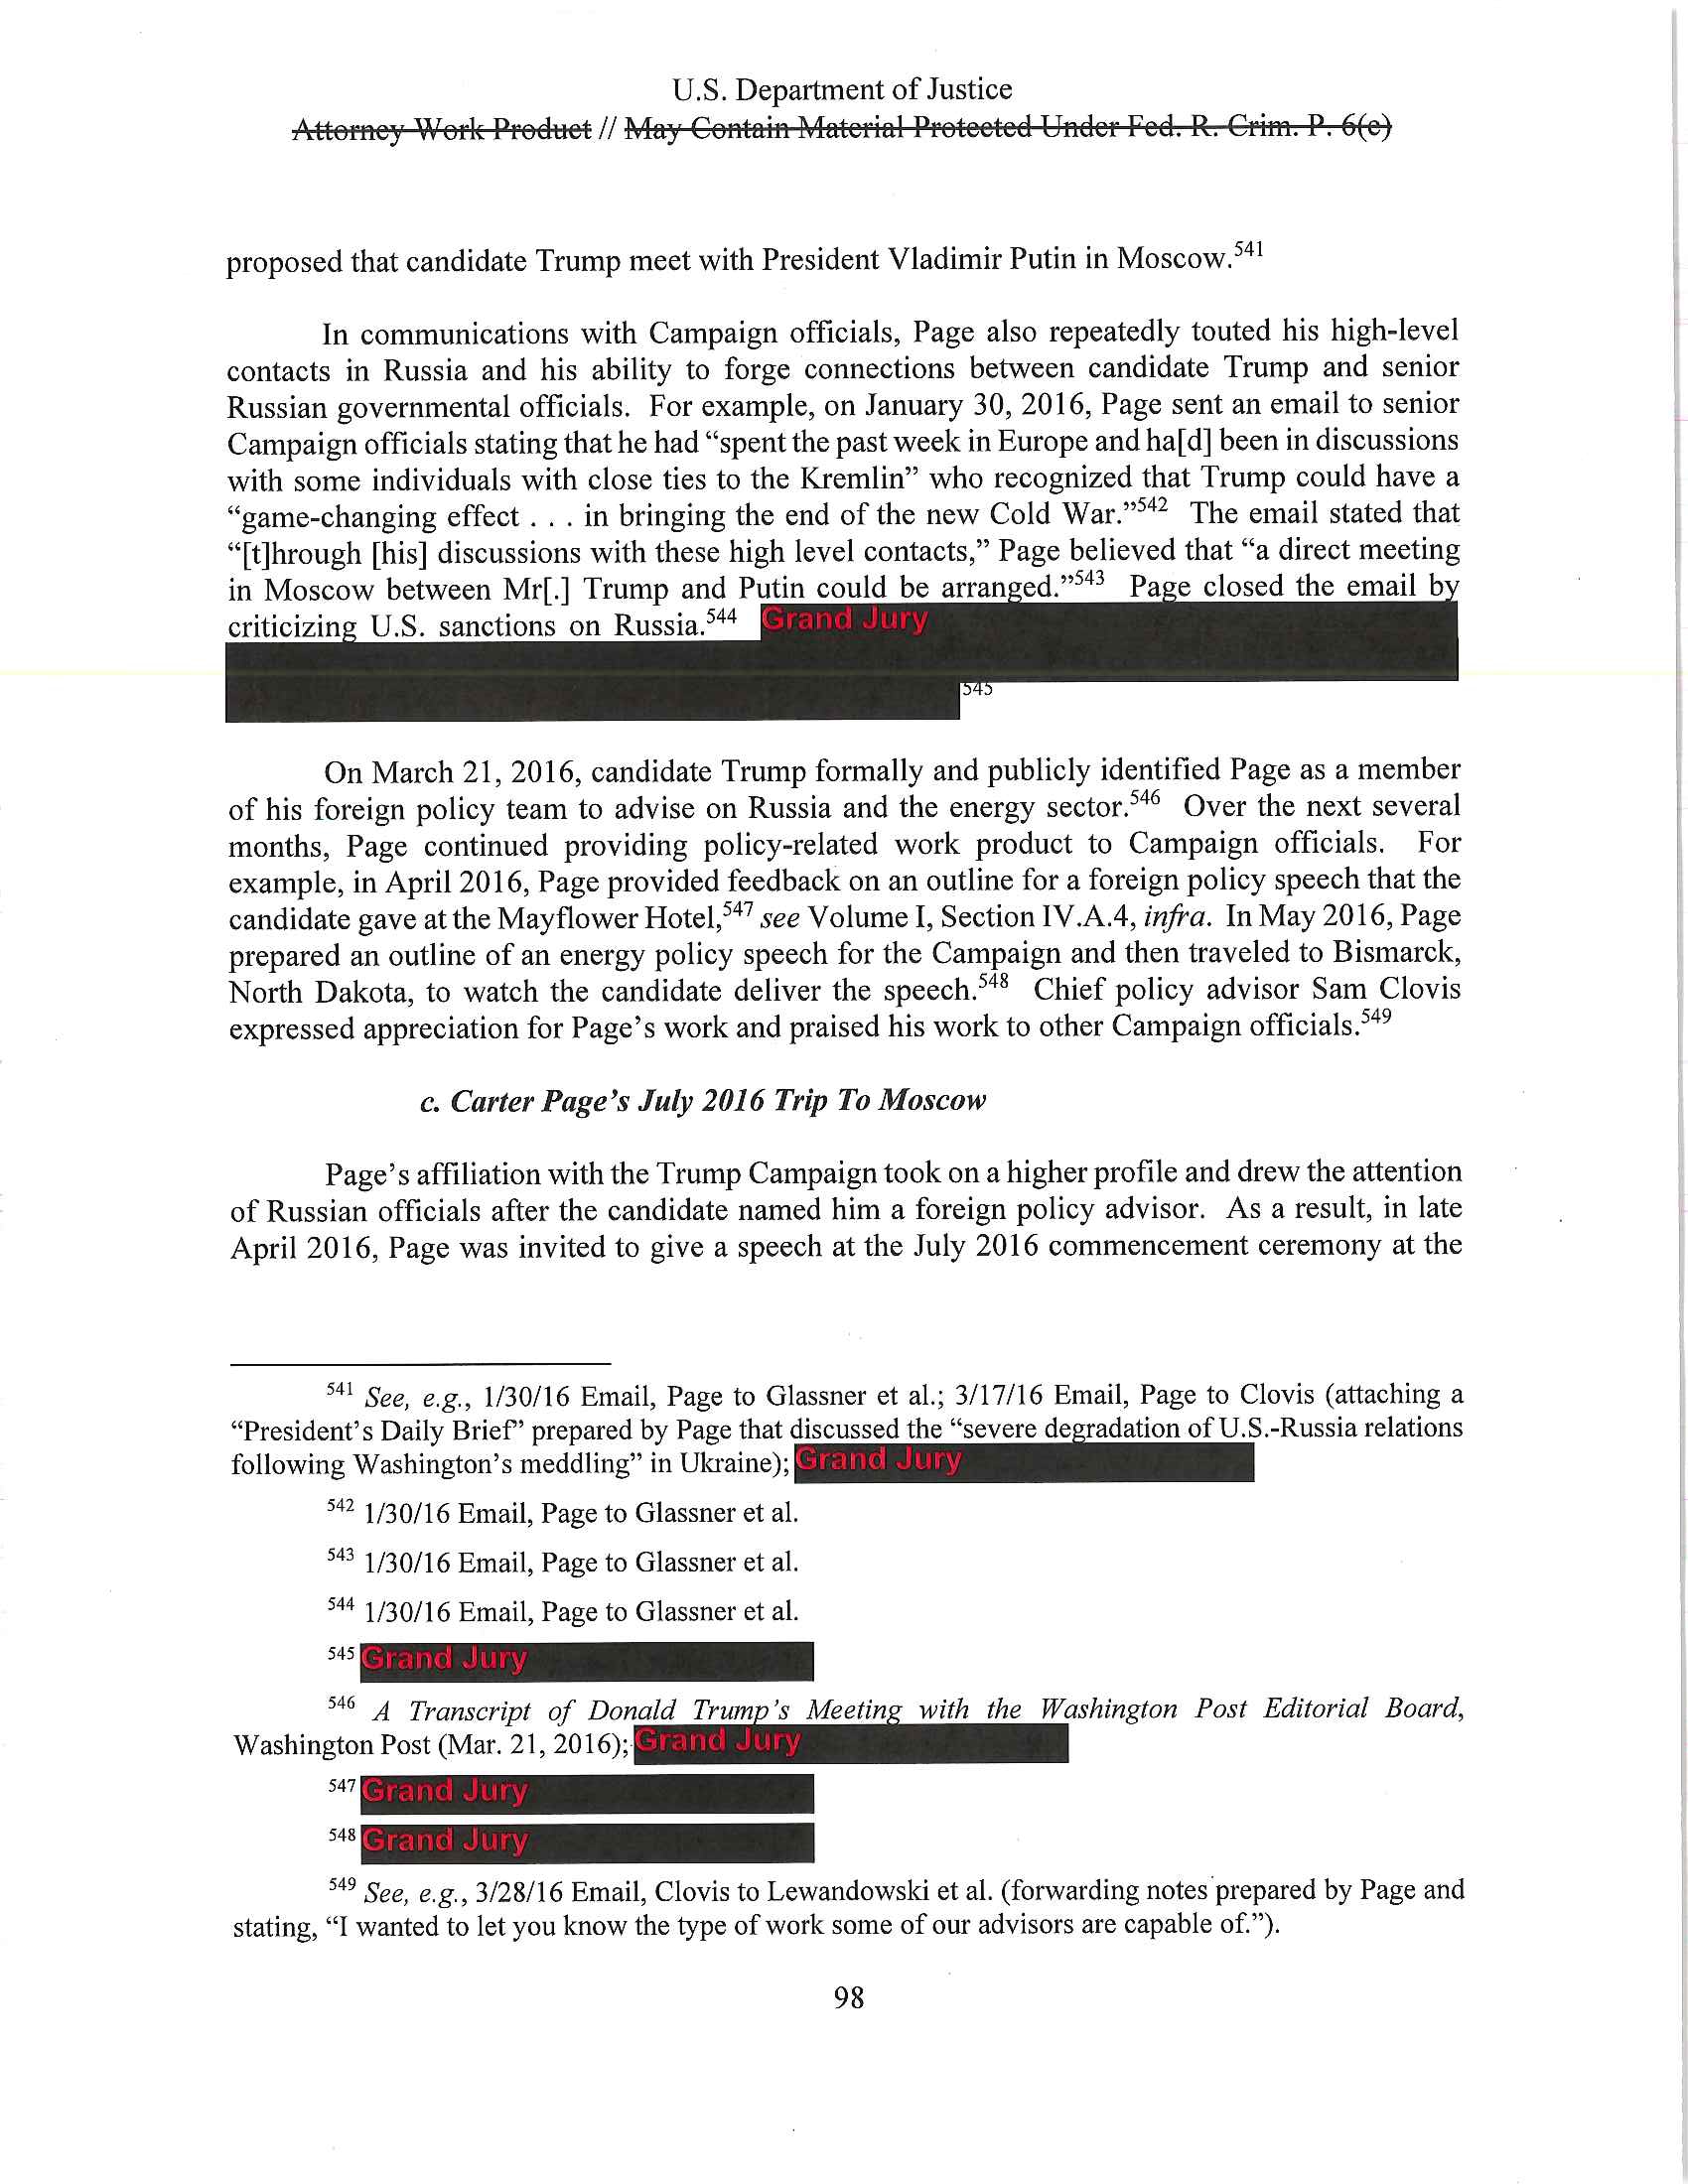 U.S. Department of Justice
Attorney Work Product // May Contain Material Protected Under Fed. R. Crim. P. 6(e)
proposed that candidate Trump meet with President Vladimir Putin in Moscow.541
In communications with Campaign officials, Page also repeatedly touted his high-level
contacts in Russia and his ability to forge connections between candidate Trump and senior
Russian governmental officials. For example, on January 30, 2016, Page sent an email to senior
Campaign officials stating that he had “spent the past week in Europe and ha[d] been in discussions
with some individuals with close ties to the Kremlin” who recognized that Trump could have a
“game-changing effect . . . in bringing the end of the new Cold War.”542 The email stated that
“[t]hrough [his] discussions with these high level contacts,” Page believed that “a direct meeting
in Moscow between Mr[.] Trump and Putin could be arranged.”543 Page closed the email by
criticizing U.S. sanctions on Russia.544 Grand Jury
545
On March 21, 2016, candidate Trump formally and publicly identified Page as a member
of his foreign policy team to advise on Russia and the energy sector.546 Over the next several
months, Page continued providing policy-related work product to Campaign officials. For
example, in April 2016, Page provided feedback on an outline for a foreign policy speech that the
candidate gave at the Mayflower Hotel,547 see Volume I, Section IV.A.4, infra. In May 2016, Page
prepared an outline of an energy policy speech for the Campaign and then traveled to Bismarck,
North Dakota, to watch the candidate deliver the speech.548 Chief policy advisor Sam Clovis
expressed appreciation for Page’s work and praised his work to other Campaign officials.549
c. Carter Page’s July 2016 Trip To Moscow
Page’s affiliation with the Trump Campaign took on a higher profile and drew the attention
of Russian officials after the candidate named him a foreign policy advisor. As a result, in late
April 2016, Page was invited to give a speech at the July 2016 commencement ceremony at the
541 See, e.g., 1/30/16 Email, Page to Glassner et al.; 3/17/16 Email, Page to Clovis (attaching a
“President’s Daily Brief” prepared by Page that discussed the “severe degradation of U.S.-Russia relations
following Washington’s meddling” in Ukraine); Grand Jury
542 1/30/16 Email, Page to Glassner et al.
543 1/30/16 Email, Page to Glassner et al.
544 1/30/16 Email, Page to Glassner et al.
545 Grand Jury
546 A Transcript of Donald Trump’s Meeting with the Washington Post Editorial Board,
Washington Post (Mar. 21, 2016); Grand Jury
547 Grand Jury
548 Grand Jury
549 See, e.g., 3/28/16 Email, Clovis to Lewandowski et al. (forwarding notes prepared by Page and
stating, “I wanted to let you know the type of work some of our advisors are capable of.”).
98